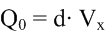 Q₀ = d· Vₓ